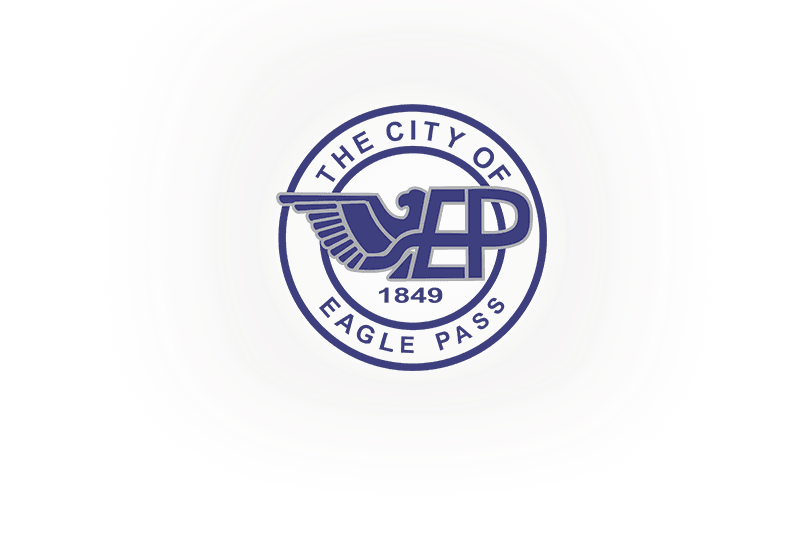 THE CITY OF
EP
1849
EAGLE PASS